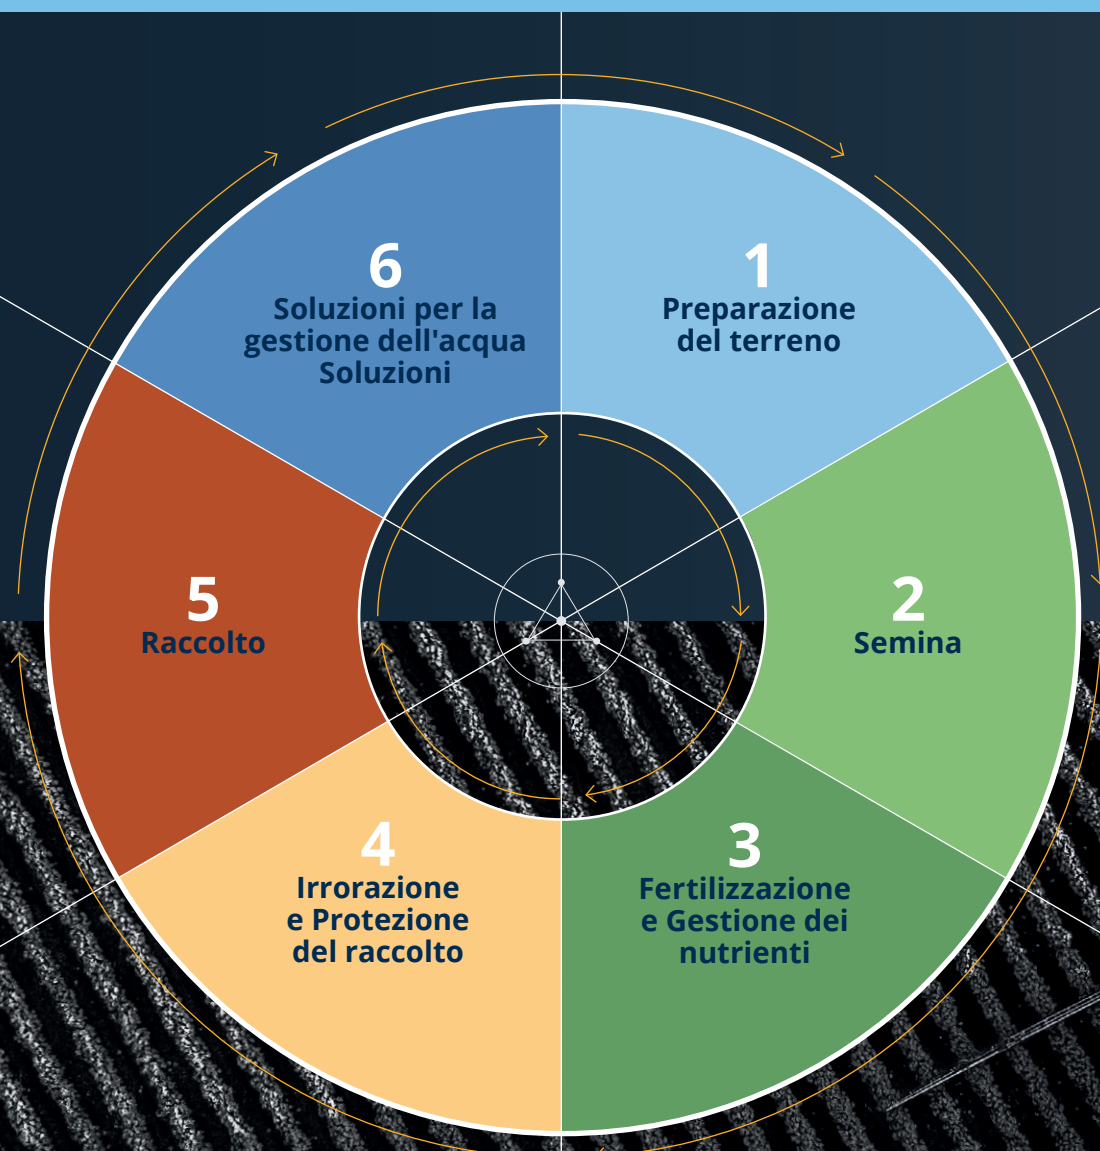 1
Preparazione
del terreno
2
Semina
3
Fertilizzazione
e Gestione dei
nutrienti
4
Irrorazione
e Protezione
del raccolto
5
Raccolto
6
Soluzioni per la
gestione dell'acqua
Soluzioni